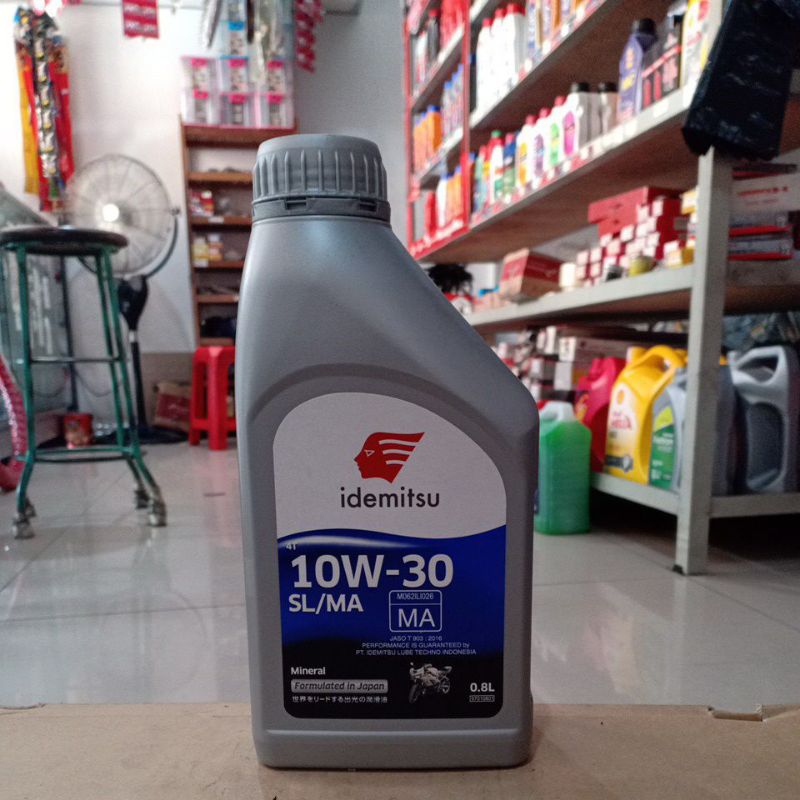 idemitsu
4T
10W-30
SL/MA
M062ILI026
MA
JASO T 903 : 2016
PERFORMANCE IS GUARANTEED by
PT. IDEMITSU LUBE TECHNO INDONESIA
Mineral
Formulated in Japan
世界をリードする出光の潤滑油
0.8L
HELIX